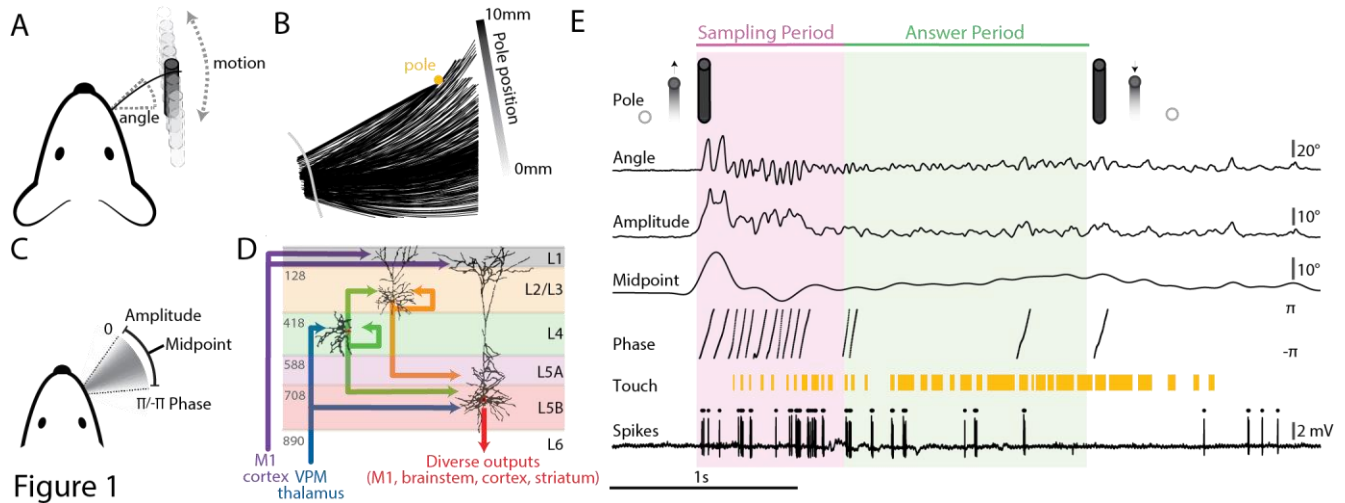 A
motion
angle
B
10mm
Pole position
pole
0mm
C
0
Amplitude
Midpoint
π/-π Phase
D
128
418
588
708
890
L1
L2/L3
L4
L5A
L5B
L6
M1
cortex
VPM
thalamus
Diverse outputs
(M1, brainstem, cortex, striatum)
Figure 1
E
Sampling Period
Answer Period
Pole
Angle
20°
Amplitude
10°
Midpoint
10°
Phase
π
-π
Touch
Spikes
2 mV
1s